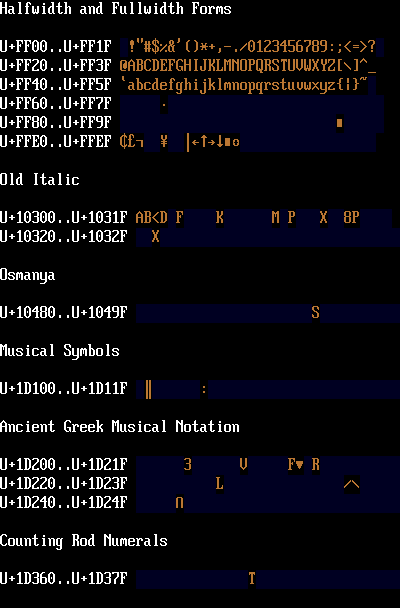 Halfwidth and Fullwidth Forms
U+FF00..U+FF1F !"#$%&'()*+,-./0123456789:;<=>?
U+FF20..U+FF3F @ABCDEFGHIJKLMNOPQRSTUVWXYZ[\]^_
U+FF40..U+FF5F `abcdefghijklmnopqrstuvwxyz{|}~
U+FF60..U+FF7F ·
U+FF80..U+FF9F ∎
U+FFE0..U+FFEF ₵£¬ ¥ │←↑→↓∎o
Old Italic
U+10300..U+1031F AB<D F K M P X 8P
U+10320..U+1032F X
Osmanya
U+10480..U+1049F S
Musical Symbols
U+1D100..U+1D11F ‖ :
Ancient Greek Musical Notation
U+1D200..U+1D21F 3 V F▼ R
U+1D220..U+1D23F L /\
U+1D240..U+1D24F ∩
Counting Rod Numerals
U+1D360..U+1D37F T